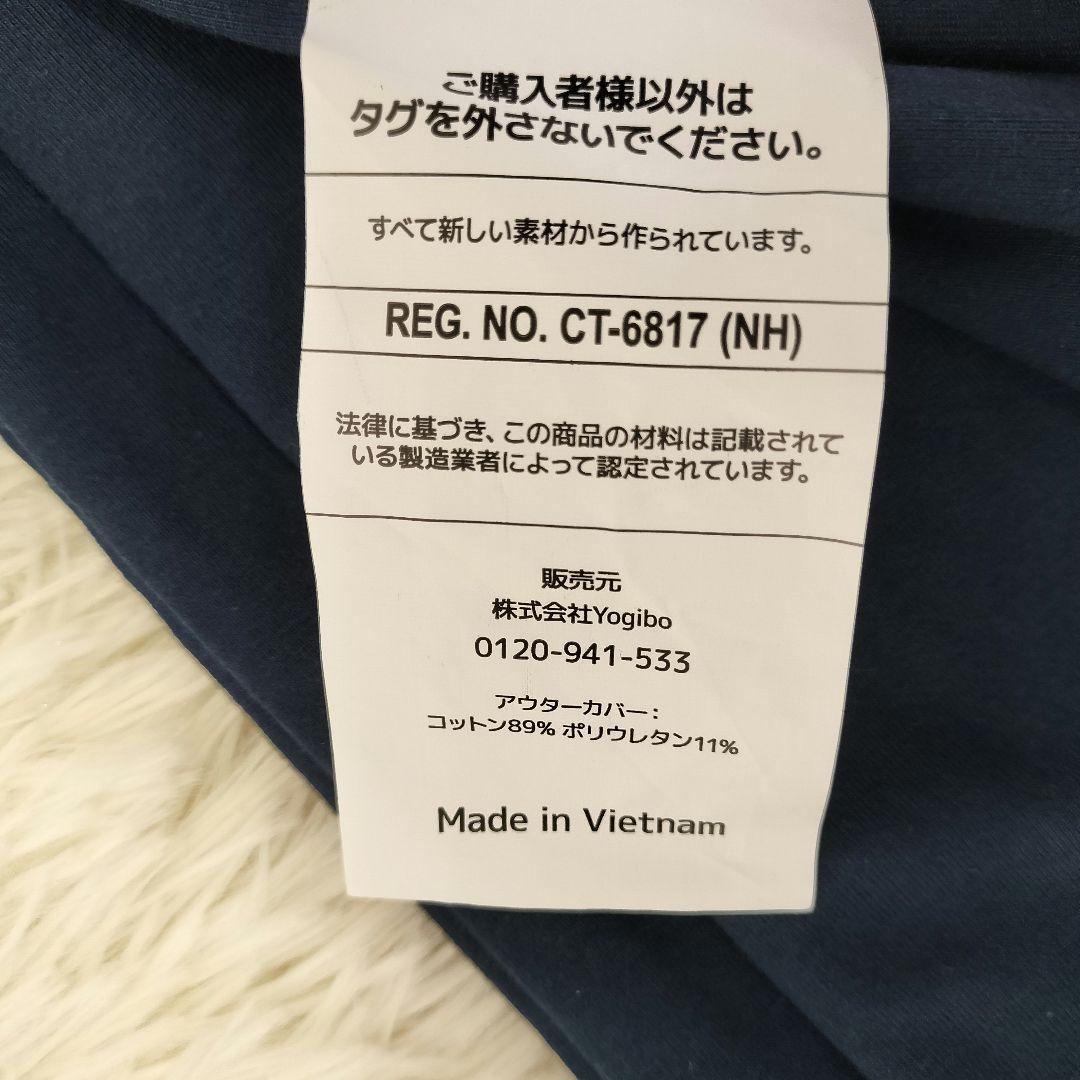 ご購入者様以外は
タグを外さないでください。
すべて新しい素材から作られています。
REG. NO. CT-6817 (NH)
法律に基づき、この商品の材料は記載されて
いる製造業者によって認定されています。
販売元
株式会社Yogibo
0120-941-533
アウターカバー:
コットン89% ポリウレタン11%
Made in Vietnam